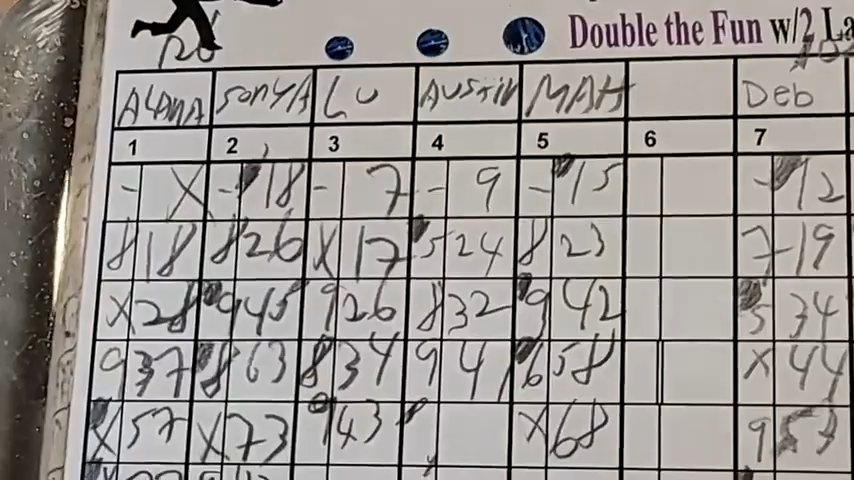 Double the Fun w/2 La
ALANA SONYA LU AUSTIN MAH Deb
1 2 3 4 5 6 7
- X - 18 - 7 - 9 - 15 - 12
8 18 8 26 X 17 5 24 8 23 7 19
X 28 9 45 9 26 8 32 9 42 5 34
9 37 8 63 8 34 9 41 6 58 X 44
X 57 X 73 9 43 X 68 9